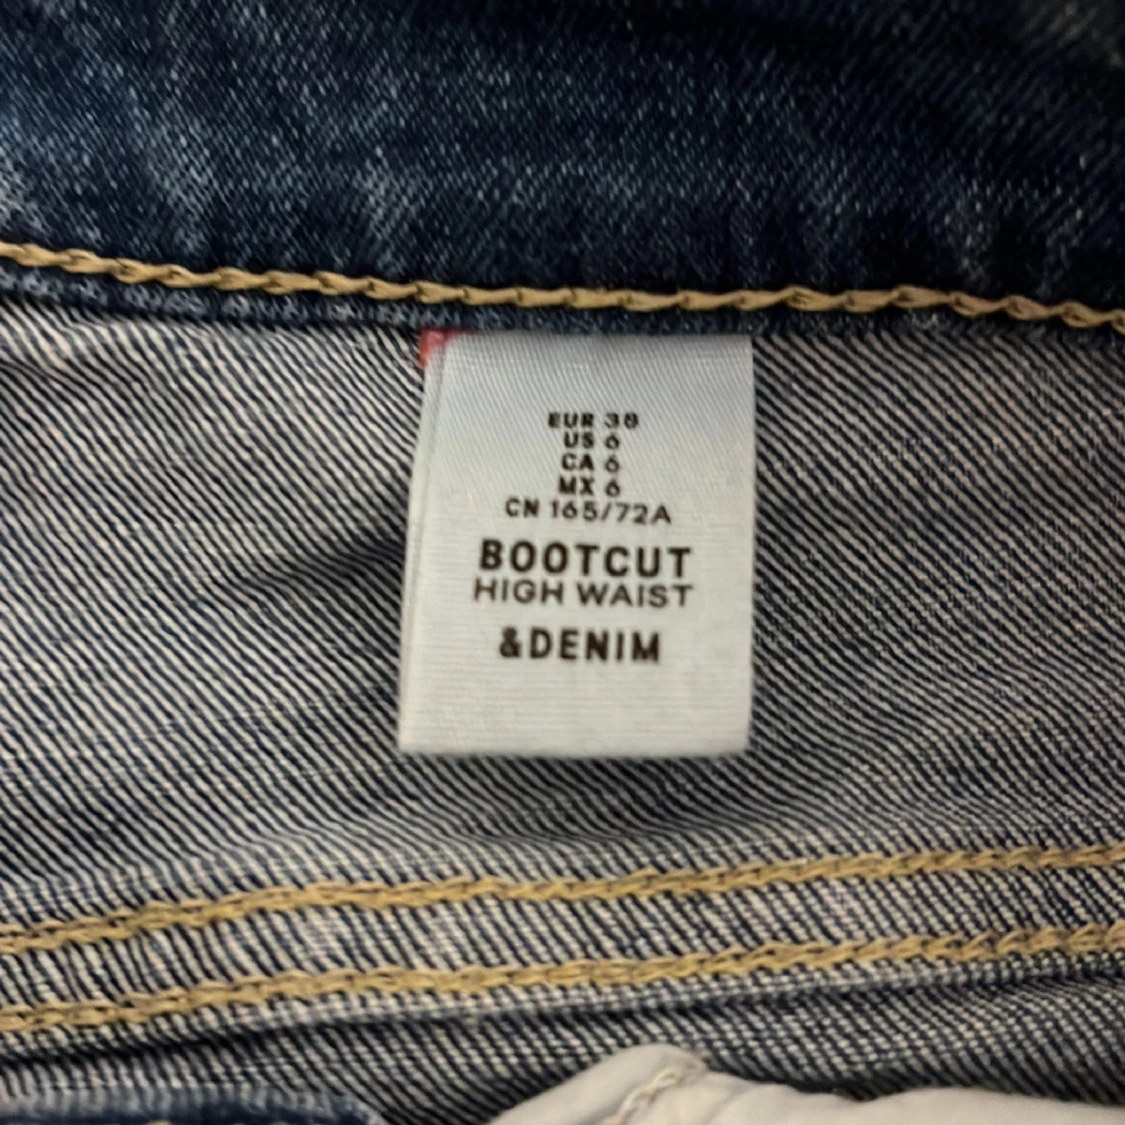 EUR 38
US 6
CA 6
MX 6
CN 165/72A
BOOTCUT
HIGH WAIST
&DENIM